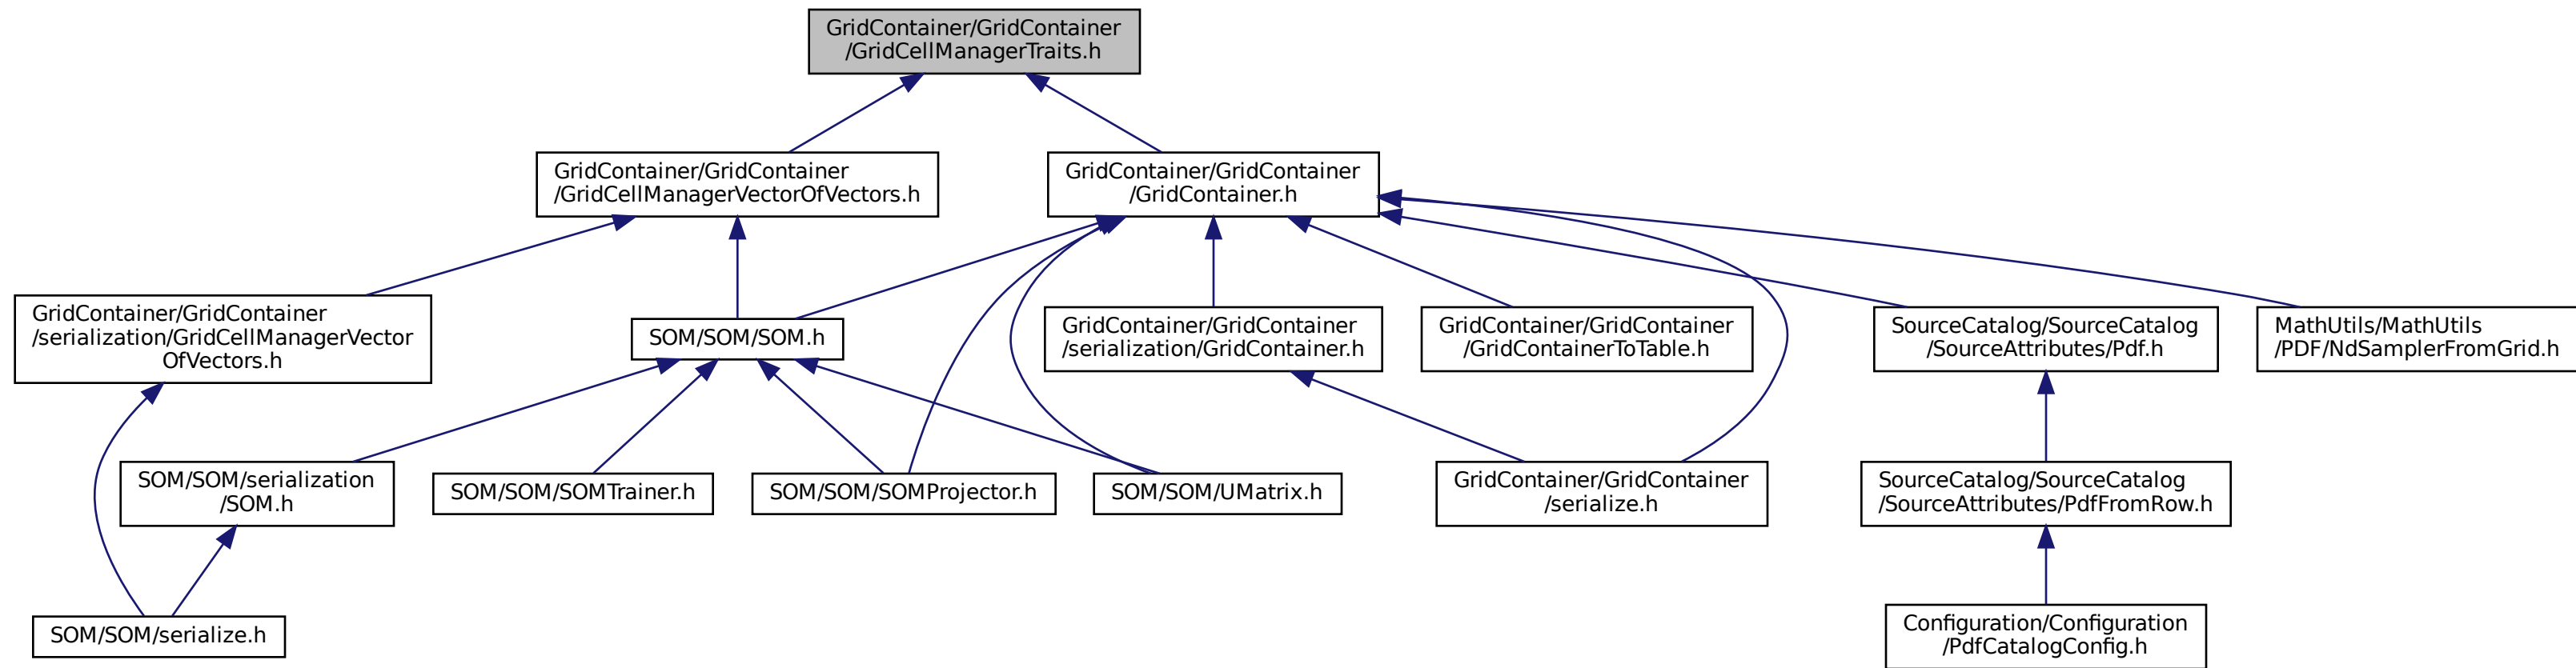 GridContainer/GridContainer
/GridCellManagerTraits.h
GridContainer/GridContainer
/GridCellManagerVectorOfVectors.h
GridContainer/GridContainer
/GridContainer.h
GridContainer/GridContainer
/serialization/GridCellManagerVector
OfVectors.h
SOM/SOM/SOM.h
GridContainer/GridContainer
/serialization/GridContainer.h
GridContainer/GridContainer
/GridContainerToTable.h
SourceCatalog/SourceCatalog
/SourceAttributes/Pdf.h
MathUtils/MathUtils
/PDF/NdSamplerFromGrid.h
SOM/SOM/serialization
/SOM.h
SOM/SOM/SOMTrainer.h
SOM/SOM/SOMProjector.h
SOM/SOM/UMatrix.h
GridContainer/GridContainer
/serialize.h
SourceCatalog/SourceCatalog
/SourceAttributes/PdfFromRow.h
SOM/SOM/serialize.h
Configuration/Configuration
/PdfCatalogConfig.h